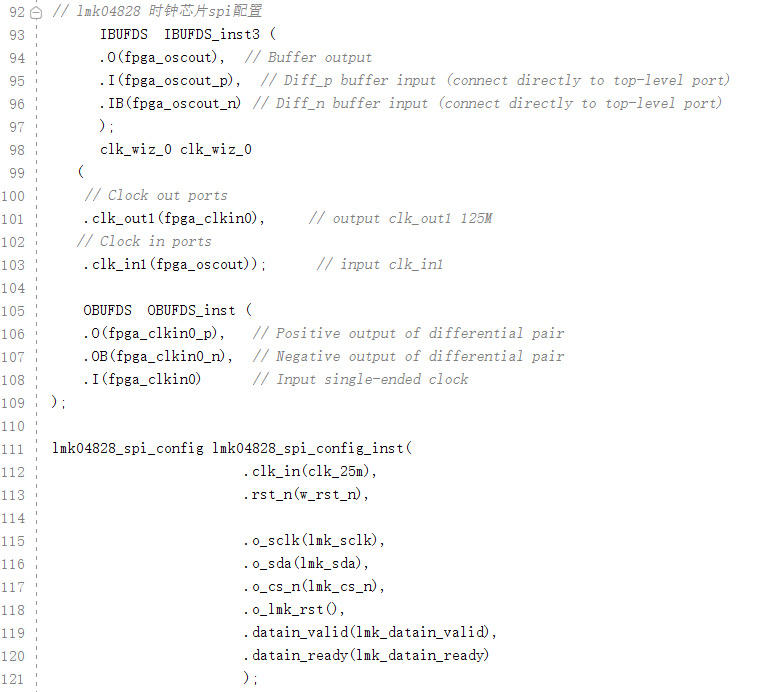 92 // lmk04828 时钟芯片spi配置
93 IBUFDS IBUFDS_inst3 (
94 .O(fpga_oscout), // Buffer output
95 .I(fpga_oscout_p), // Diff_p buffer input (connect directly to top-level port)
96 .IB(fpga_oscout_n) // Diff_n buffer input (connect directly to top-level port)
97 );
98 clk_wiz_0 clk_wiz_0
99 (
100 // Clock out ports
101 .clk_out1(fpga_clkin0), // output clk_out1 125M
102 // Clock in ports
103 .clk_in1(fpga_oscout)); // input clk_in1
104
105 OBUFDS OBUFDS_inst (
106 .O(fpga_clkin0_p), // Positive output of differential pair
107 .OB(fpga_clkin0_n), // Negative output of differential pair
108 .I(fpga_clkin0) // Input single-ended clock
109 );
110
111 lmk04828_spi_config lmk04828_spi_config_inst(
112 .clk_in(clk_25m),
113 .rst_n(w_rst_n),
114
115 .o_sclk(lmk_sclk),
116 .o_sda(lmk_sda),
117 .o_cs_n(lmk_cs_n),
118 .o_lmk_rst(),
119 .datain_valid(lmk_datain_valid),
120 .datain_ready(lmk_datain_ready)
121 );